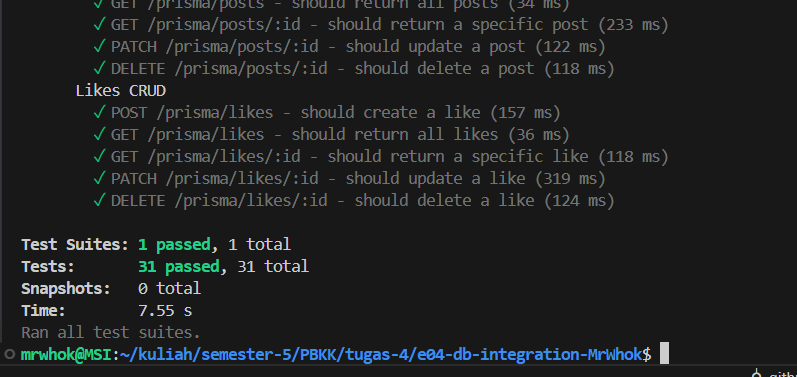 ✓ GET /prisma/posts - should return all posts (34 ms)
✓ GET /prisma/posts/:id - should return a specific post (233 ms)
✓ PATCH /prisma/posts/:id - should update a post (122 ms)
✓ DELETE /prisma/posts/:id - should delete a post (118 ms)
Likes CRUD
✓ POST /prisma/likes - should create a like (157 ms)
✓ GET /prisma/likes - should return all likes (36 ms)
✓ GET /prisma/likes/:id - should return a specific like (118 ms)
✓ PATCH /prisma/likes/:id - should update a like (319 ms)
✓ DELETE /prisma/likes/:id - should delete a like (124 ms)
Test Suites: 1 passed, 1 total
Tests: 31 passed, 31 total
Snapshots: 0 total
Time: 7.55 s
Ran all test suites.
mrwhok@MSI:~/kuliah/semester-5/PBKK/tugas-4/e04-db-integration-MrWhok$